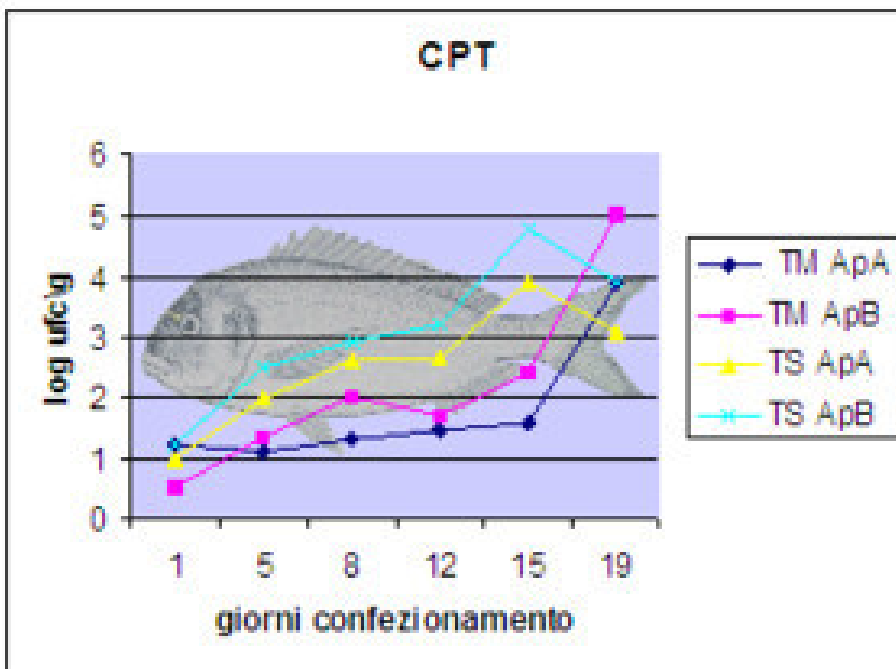 CPT
6
5
4
3
2
1
0
log ufc\g
1 5 8 12 15 19
giorni confezionamento
TM ApA
TM ApB
TS ApA
TS ApB